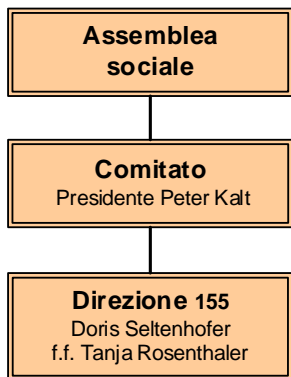 Assemblea
sociale
Comitato
Presidente Peter Kalt
Direzione 155
Doris Seltenhofer
f.f. Tanja Rosenthaler